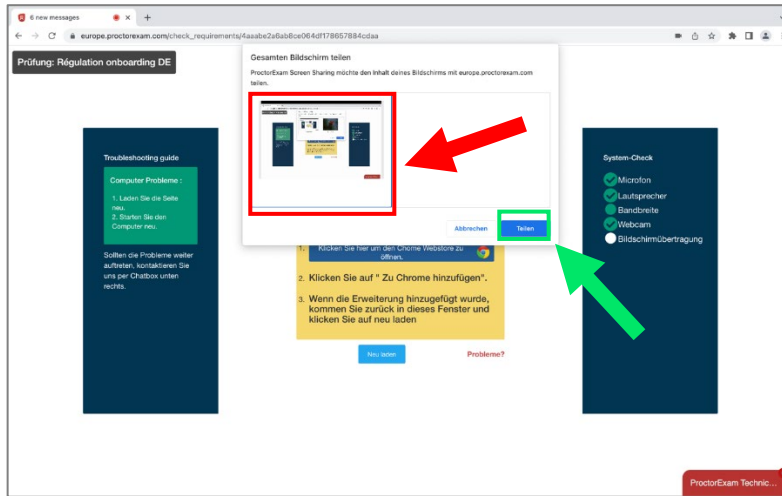 6 new messages
europe.proctorexam.com/check_requirements/4aaabe2a6ab8ce064df178657884cdaa
Prüfung: Régulation onboarding DE
Gesamten Bildschirm teilen
ProctorExam Screen Sharing möchte den Inhalt deines Bildschirms mit europe.proctorexam.com
teilen.
Abbrechen
Teilen
Troubleshooting guide
Computer Probleme :
1. Laden Sie die Seite
neu.
2. Starten Sie den
Computer neu.
Sollten die Probleme weiter
auftreten, kontaktieren Sie
uns per Chatbox unten
rechts.
1. Klicken Sie hier um den Chome Webstore zu
öffnen.
2. Klicken Sie auf " Zu Chrome hinzufügen".
3. Wenn die Erweiterung hinzugefügt wurde,
kommen Sie zurück in dieses Fenster und
klicken Sie auf neu laden
Neu laden
Probleme?
System-Check
Microfon
Lautsprecher
Bandbreite
Webcam
Bildschirmübertragung
ProctorExam Technic...